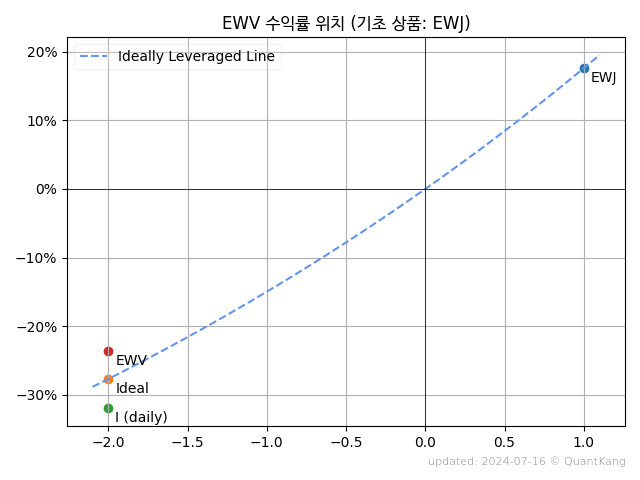 EWV 수익률 위치 (기초 상품: EWJ)
Ideally Leveraged Line
20%
10%
0%
−10%
−20%
−30%
EWJ
EWV
Ideal
I (daily)
−2.0 −1.5 −1.0 −0.5 0.0 0.5 1.0
updated: 2024-07-16 © QuantKang